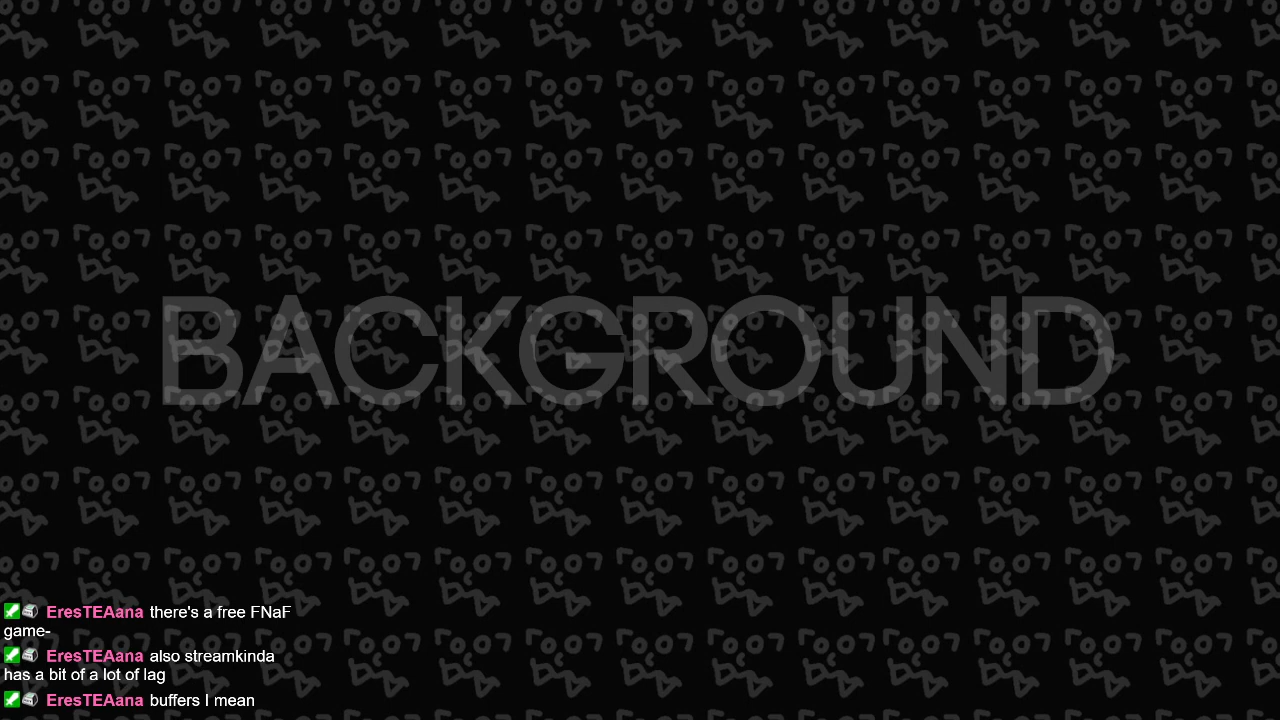 BACKGROUND
EresTEAana there's a free FNaF
game-
EresTEAana also streamkinda
has a bit of a lot of lag
EresTEAana buffers I mean